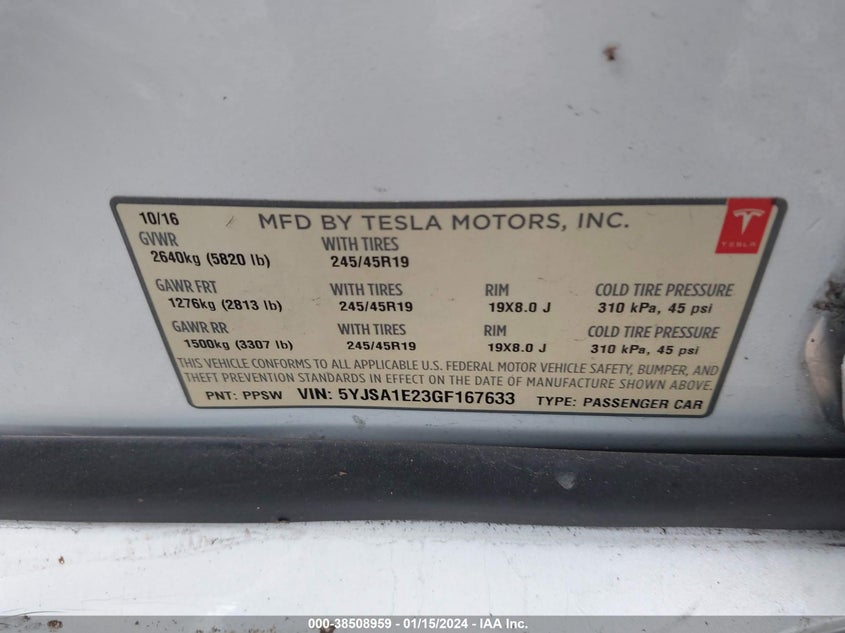 10/16 MFD BY TESLA MOTORS, INC.
TESLA
GVWR WITH TIRES
2640kg (5820 lb) 245/45R19
GAWR FRT WITH TIRES RIM COLD TIRE PRESSURE
1276kg (2813 lb) 245/45R19 19X8.0 J 310 kPa, 45 psi
GAWR RR WITH TIRES RIM COLD TIRE PRESSURE
1500kg (3307 lb) 245/45R19 19X8.0 J 310 kPa, 45 psi
THIS VEHICLE CONFORMS TO ALL APPLICABLE U.S. FEDERAL MOTOR VEHICLE SAFETY, BUMPER, AND
THEFT PREVENTION STANDARDS IN EFFECT ON THE DATE OF MANUFACTURE SHOWN ABOVE.
PNT: PPSW VIN: 5YJSA1E23GF167633 TYPE: PASSENGER CAR
000-38508959 - 01/15/2024 - IAA Inc.